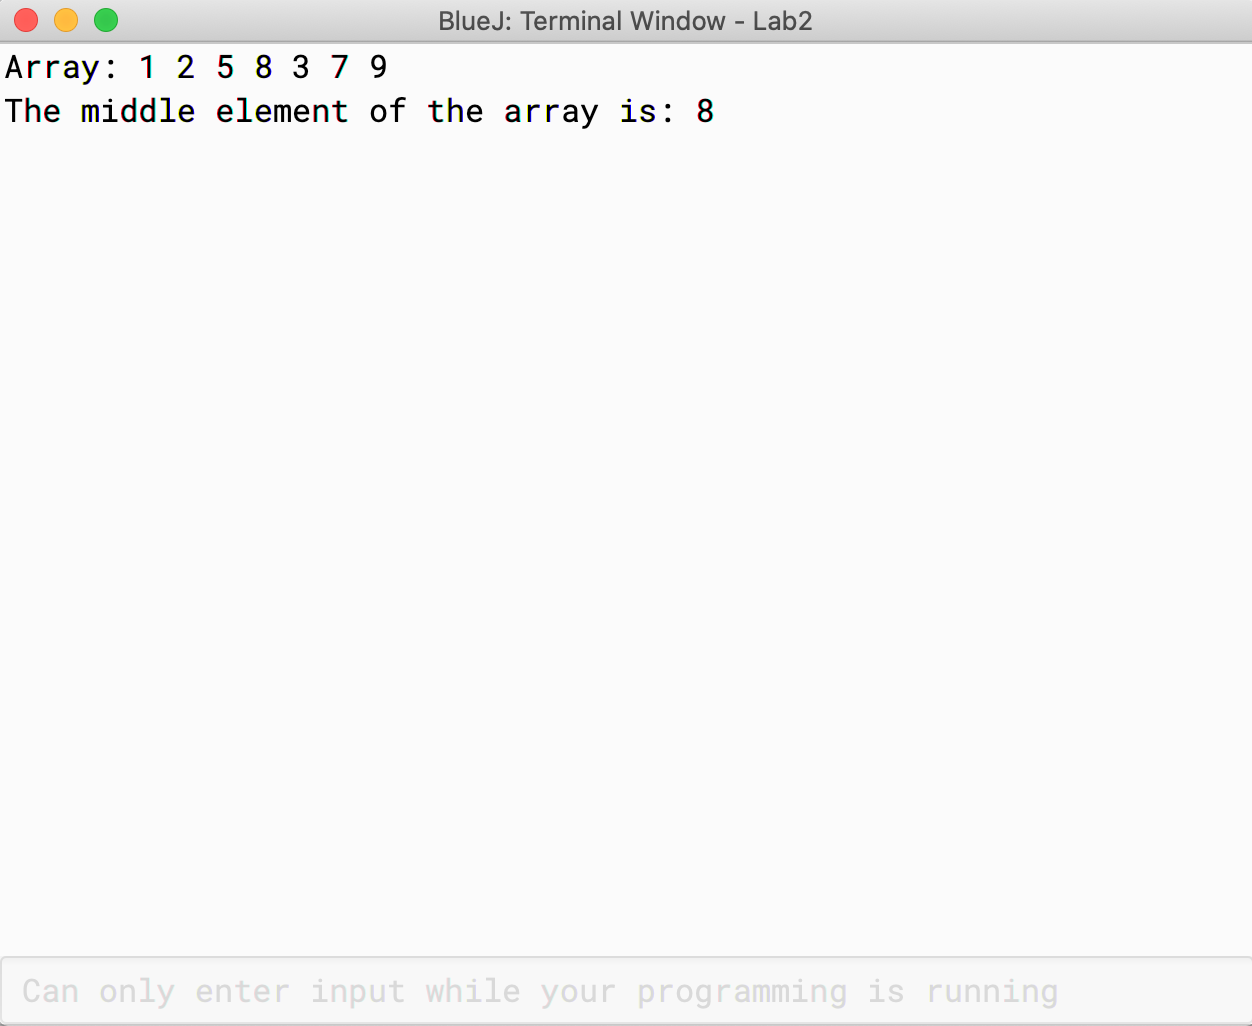 BlueJ: Terminal Window - Lab2
Array: 1 2 5 8 3 7 9
The middle element of the array is: 8
Can only enter input while your programming is running